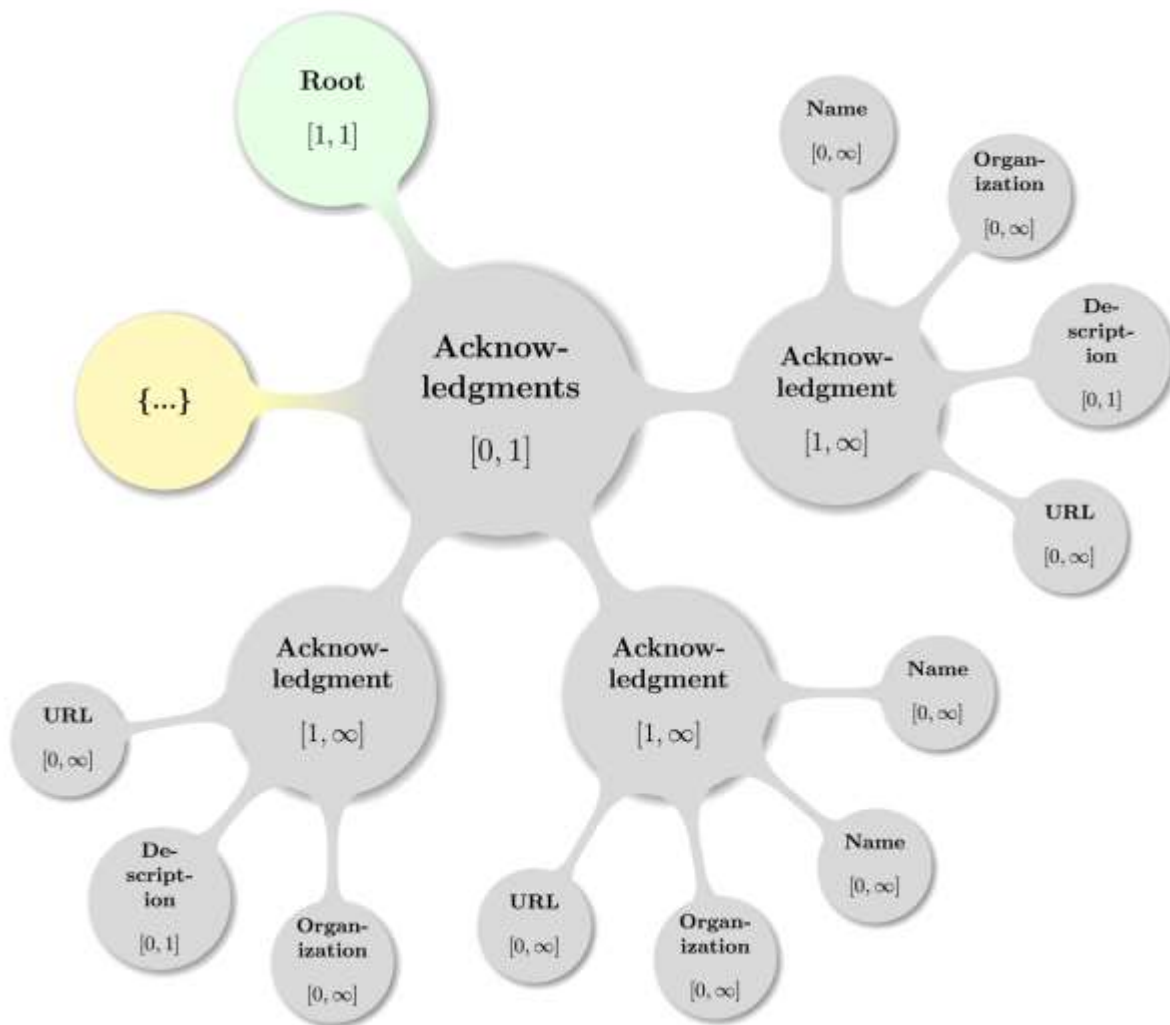 Root
[1, 1]
Name
[0, ∞]
Organ-
ization
[0, ∞]
De-
script-
ion
[0, 1]
Acknow-
ledgments
[0, 1]
Acknow-
ledgment
[1, ∞]
{...}
URL
[0, ∞]
Acknow-
ledgment
[1, ∞]
Acknow-
ledgment
[1, ∞]
Name
[0, ∞]
URL
[0, ∞]
De-
script-
ion
[0, 1]
Organ-
ization
[0, ∞]
URL
[0, ∞]
Organ-
ization
[0, ∞]
Name
[0, ∞]